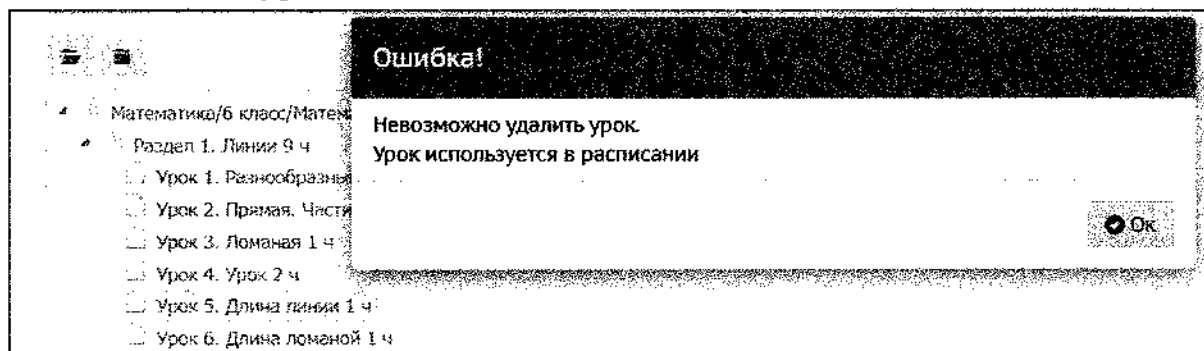 Ошибка!
Невозможно удалить урок.
Урок используется в расписании
Ок
Математика/6 класс/Матем
Раздел 1. Линии 9 ч
Урок 1. Разнообразны
Урок 2. Прямая. Части
Урок 3. Ломаная 1 ч
Урок 4. Урок 2 ч
Урок 5. Длина линии 1 ч
Урок 6. Длина ломаной 1 ч